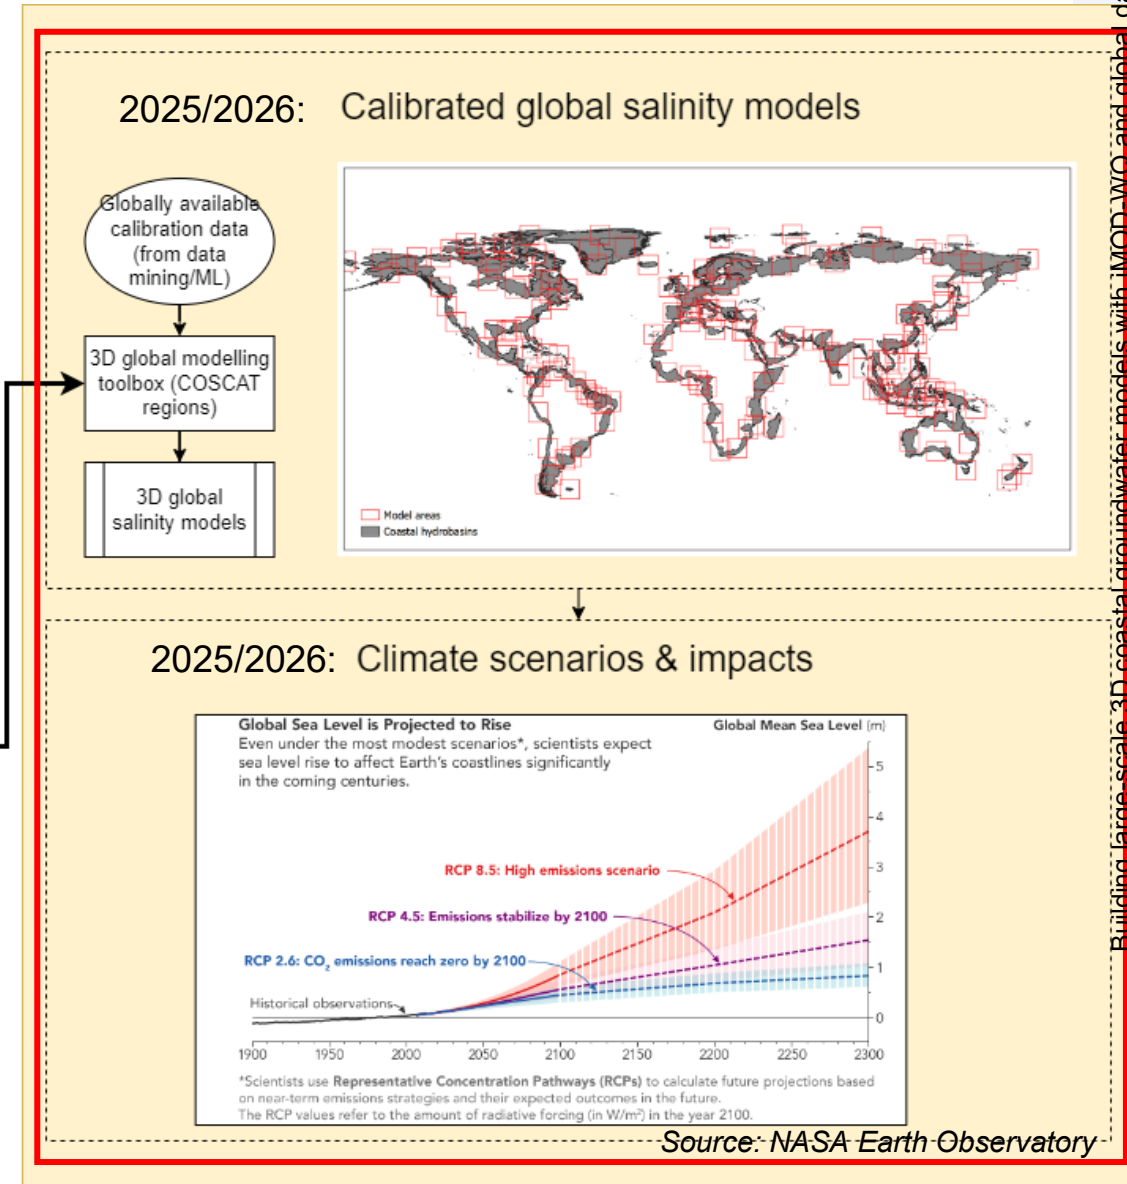 2025/2026: Calibrated global salinity models
Globally available
calibration data
(from data
mining/ML)
3D global modelling
toolbox (COSCAT
regions)
3D global
salinity models
Model areas
Coastal hydrobasins
2025/2026: Climate scenarios & impacts
Global Sea Level is Projected to Rise
Even under the most modest scenarios*, scientists expect
sea level rise to affect Earth's coastlines significantly
in the coming centuries.
Global Mean Sea Level (m)
5
4
3
2
1
0
RCP 8.5: High emissions scenario
RCP 4.5: Emissions stabilize by 2100
RCP 2.6: CO₂ emissions reach zero by 2100
Historical observations
1900 1950 2000 2050 2100 2150 2200 2250 2300
*Scientists use Representative Concentration Pathways (RCPs) to calculate future projections based
on near-term emissions strategies and their expected outcomes in the future.
The RCP values refer to the amount of radiative forcing (in W/m²) in the year 2100.
Source: NASA Earth Observatory
Building large-scale 3D coastal groundwater models with iMOD-WQ and global